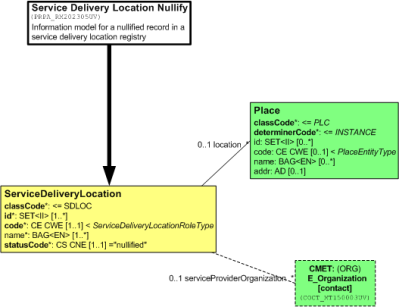 Service Delivery Location Nullify
(PRPA_RM202305UV)
Information model for a nullified record in a
service delivery location registry
Place
classCode*: <= PLC
determinerCode*: <= INSTANCE
id: SET<II> [0..*]
code: CE CWE [0..1] < PlaceEntityType
name: BAG<EN> [0..*]
addr: AD [0..1]
0..1 location
ServiceDeliveryLocation
classCode*: <= SDLOC
id*: SET<II> [1..*]
code*: CE CWE [1..1] < ServiceDeliveryLocationRoleType
name*: BAG<EN> [1..*]
statusCode*: CS CNE [1..1] ="nullified"
0..1 serviceProviderOrganization
CMET: (ORG)
E_Organization
[contact]
(COCT_MT150003UV)